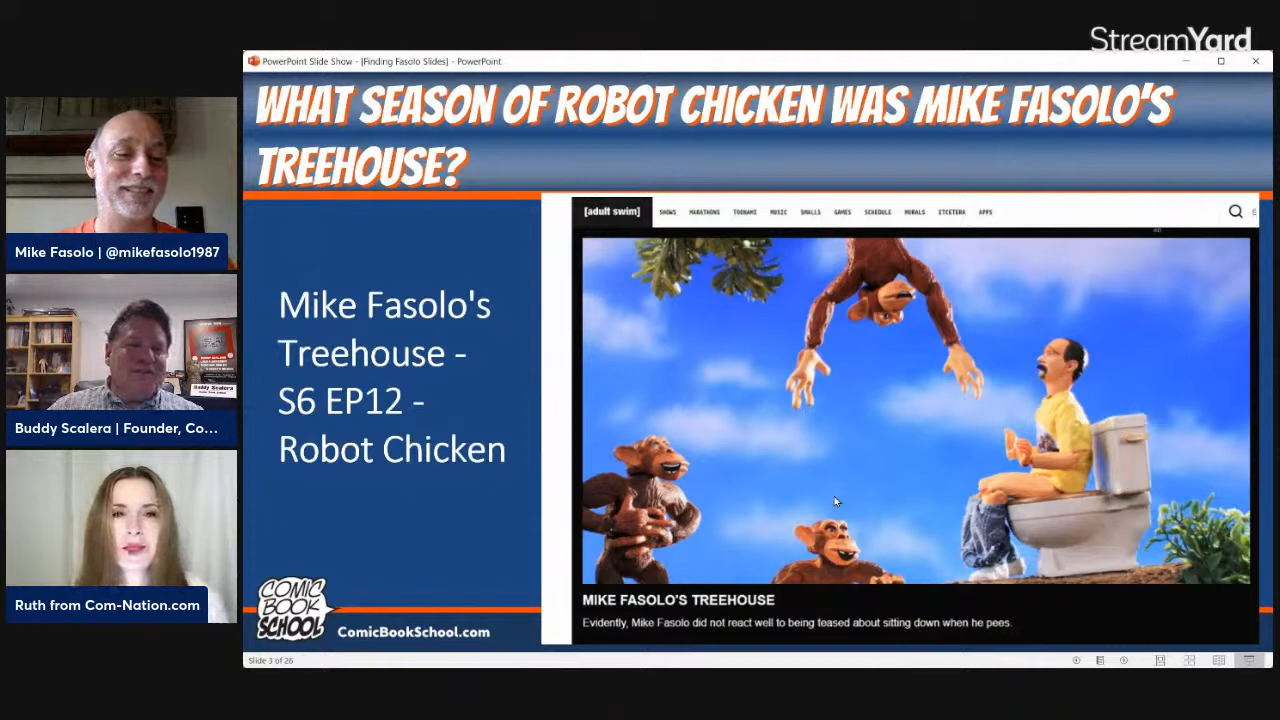 StreamYard
PowerPoint Slide Show - [Finding Fasolo Slides] - PowerPoint
WHAT SEASON OF ROBOT CHICKEN WAS MIKE FASOLO'S
TREEHOUSE?
Mike Fasolo | @mikefasolo1987
Buddy Scalera | Founder, Co...
Buddy Scalera
Ruth from Com-Nation.com
Mike Fasolo's
Treehouse -
S6 EP12 -
Robot Chicken
[adult swim] SHOWS MARATHONS TOONAMI MUSIC SMALLS GAMES SCHEDULE MORALS ETCETERA APPS
MIKE FASOLO'S TREEHOUSE
Evidently, Mike Fasolo did not react well to being teased about sitting down when he pees.
COMIC
BOOK
SCHOOL
ComicBookSchool.com
Slide 3 of 26